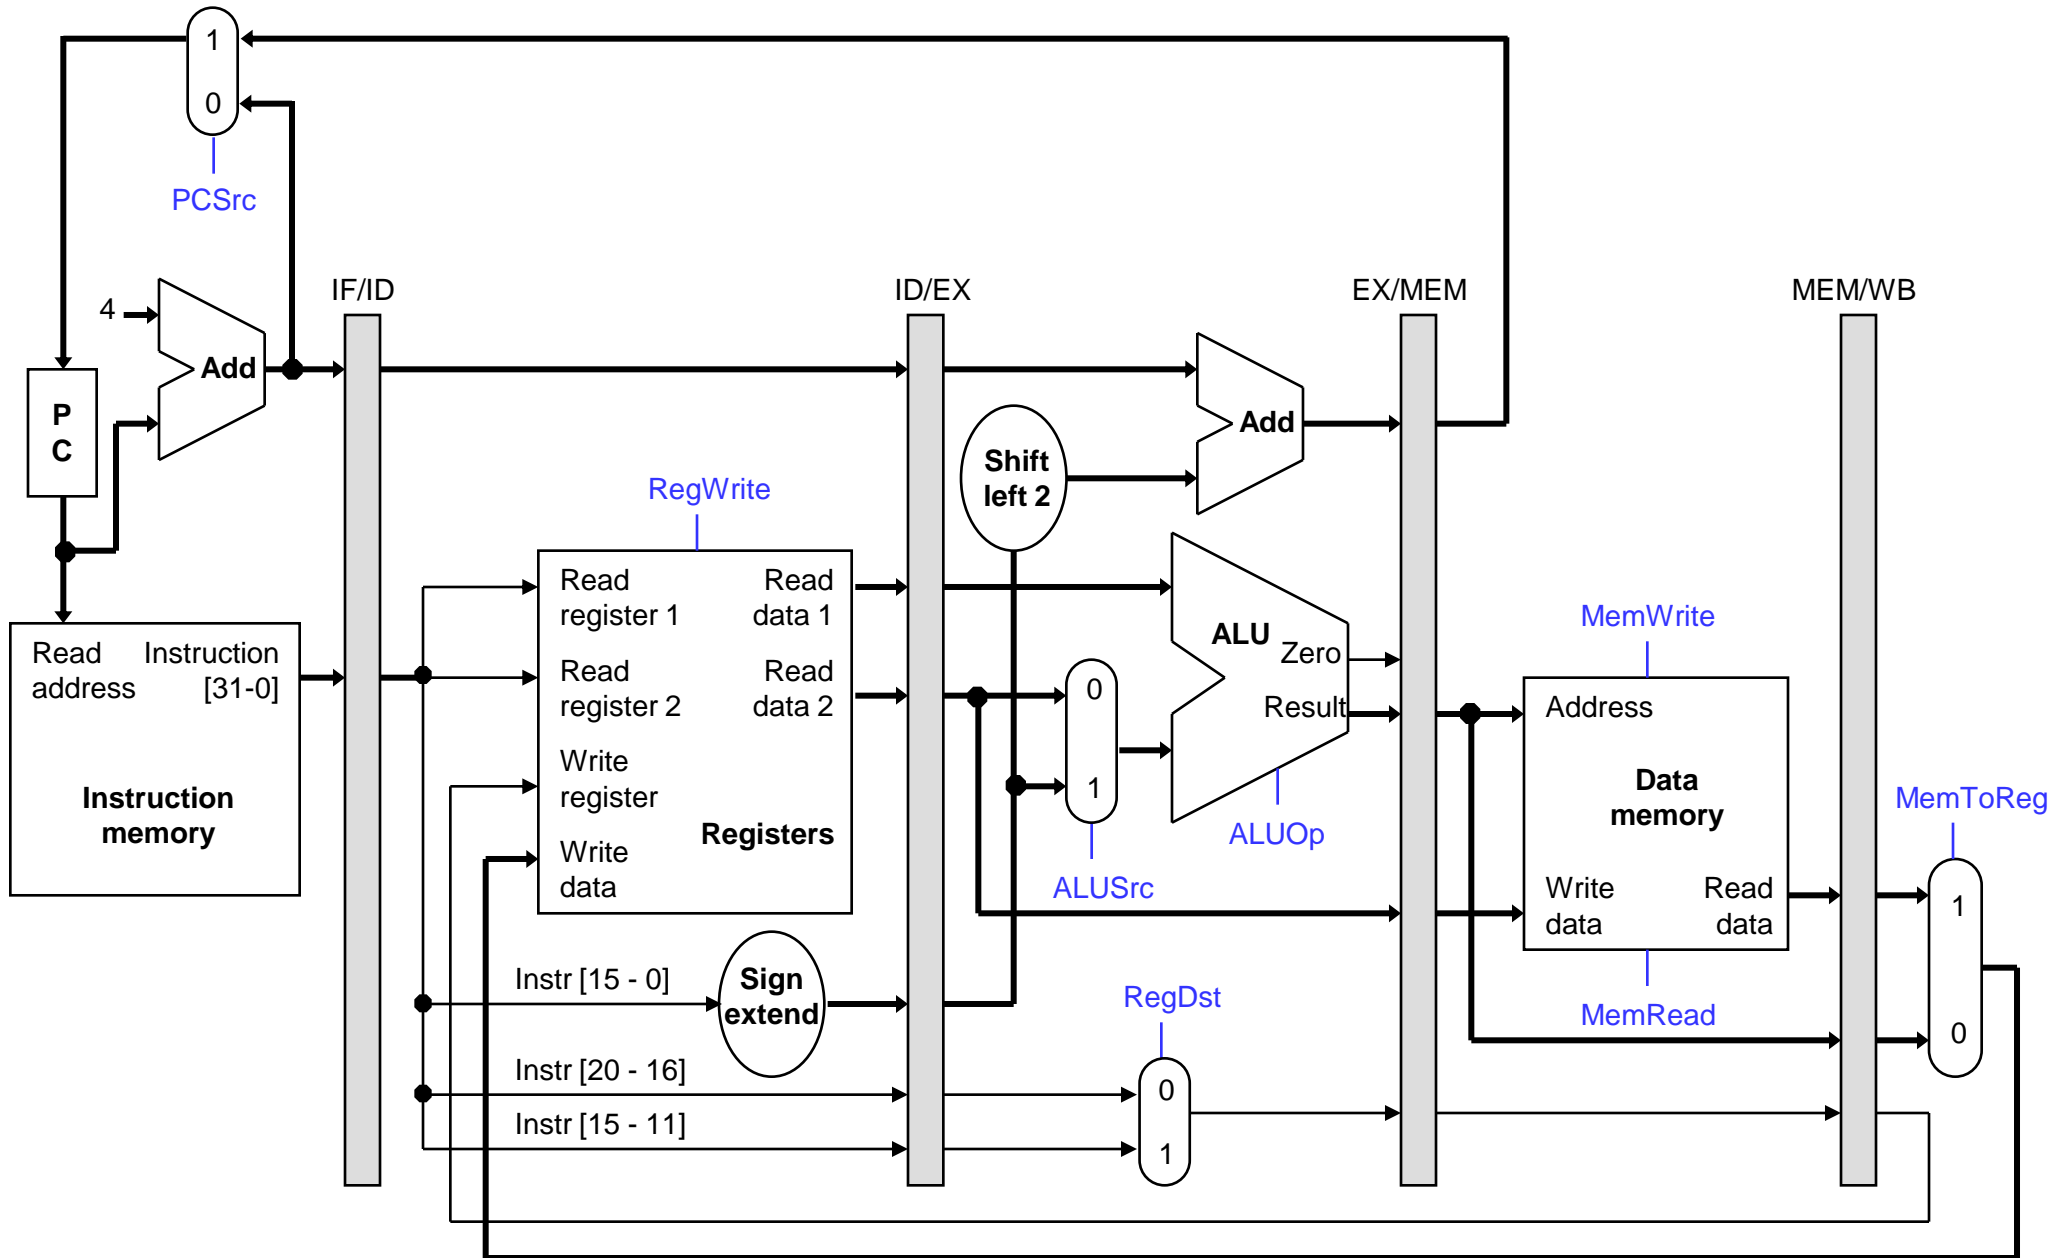 1
0
PCSrc
4
Add
P
C
IF/ID
ID/EX
EX/MEM
MEM/WB
Add
Shift
left 2
RegWrite
Read
address
Instruction
[31-0]
Instruction
memory
Read
register 1
Read
data 1
Read
register 2
Read
data 2
Write
register
Write
data
Registers
ALU
Zero
Result
0
1
ALUSrc
ALUOp
MemWrite
Address
Data
memory
Write
data
Read
data
MemRead
MemToReg
1
0
Instr [15 - 0]
Sign
extend
Instr [20 - 16]
Instr [15 - 11]
RegDst
0
1